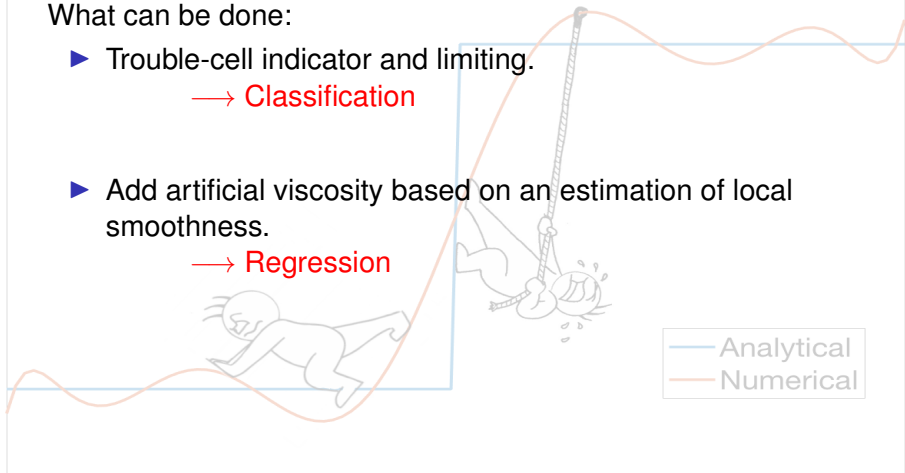 What can be done:
▶ Trouble-cell indicator and limiting.
⟶ Classification
▶ Add artificial viscosity based on an estimation of local
smoothness.
⟶ Regression
Analytical
Numerical